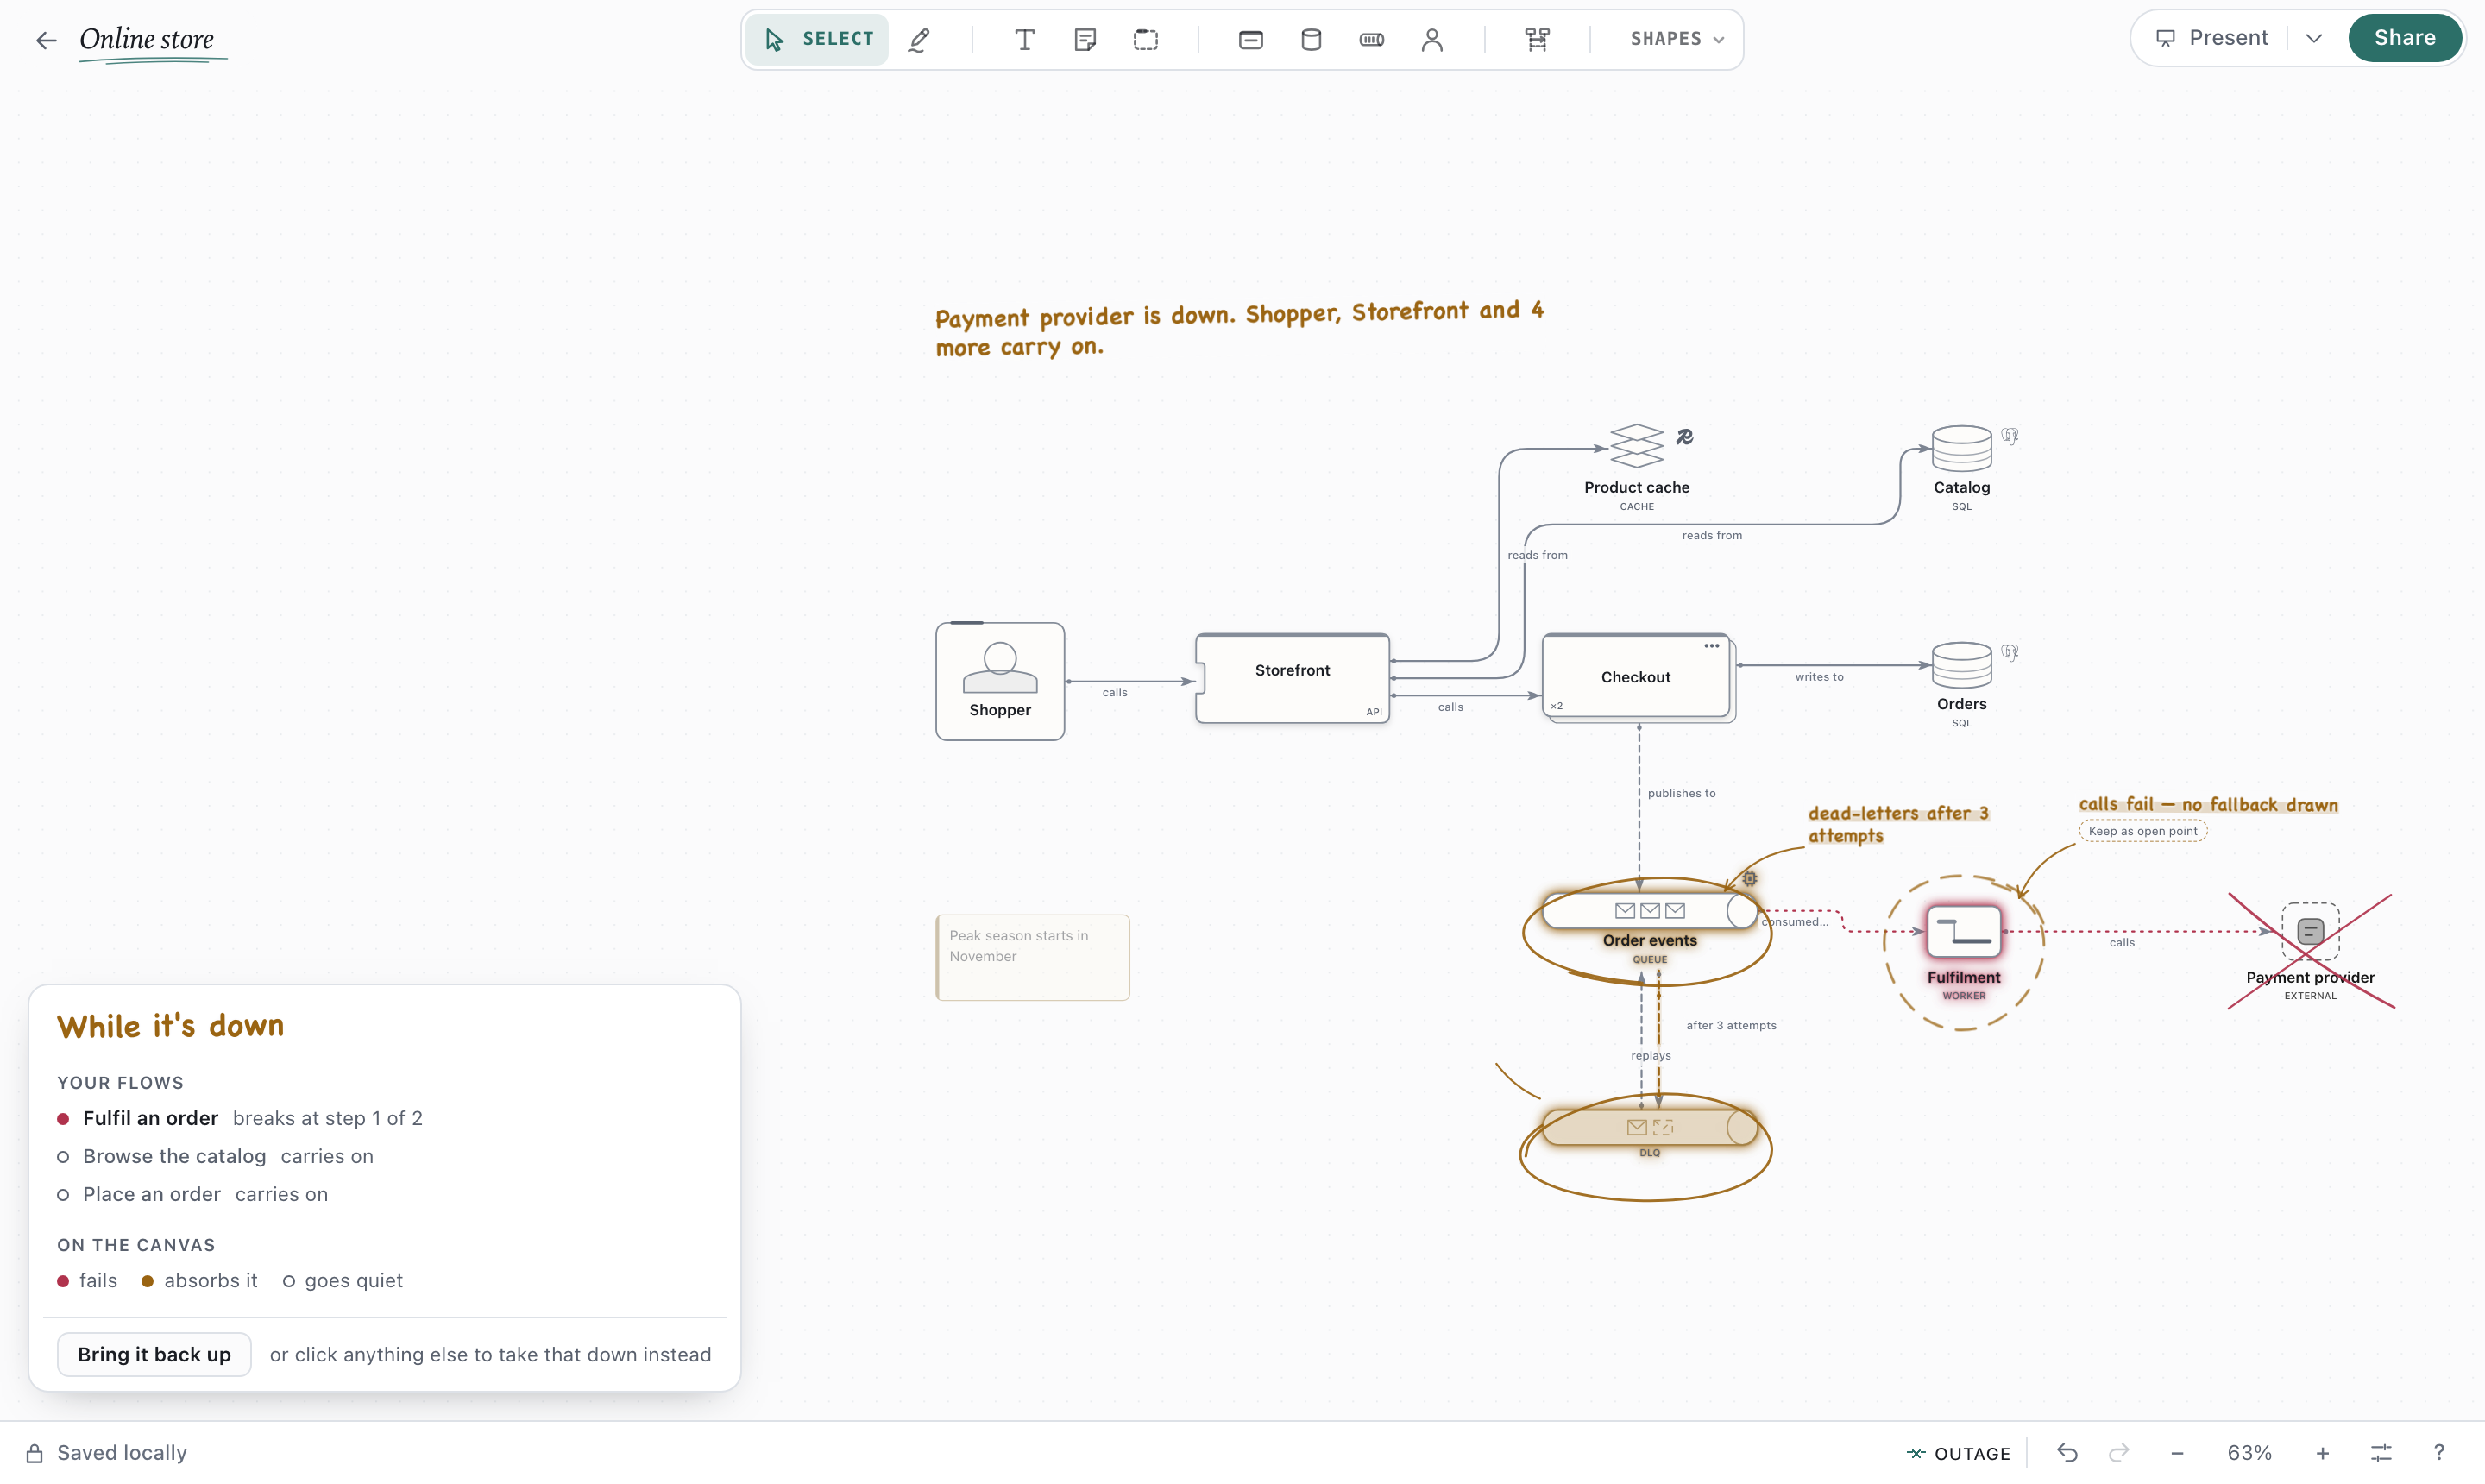 Online store
SELECT
SHAPES
Present
Share
Payment provider is down. Shopper, Storefront and 4
more carry on.
Product cache
CACHE
Catalog
SQL
reads from
reads from
Shopper
calls
Storefront
API
calls
Checkout
×2
writes to
Orders
SQL
publishes to
dead-letters after 3
attempts
calls fail — no fallback drawn
Keep as open point
Order events
QUEUE
consumed...
Fulfilment
WORKER
calls
Payment provider
EXTERNAL
Peak season starts in
November
after 3 attempts
replays
DLQ
While it's down
YOUR FLOWS
Fulfil an order breaks at step 1 of 2
Browse the catalog carries on
Place an order carries on
ON THE CANVAS
fails absorbs it goes quiet
Bring it back up or click anything else to take that down instead
Saved locally
OUTAGE
63%
?